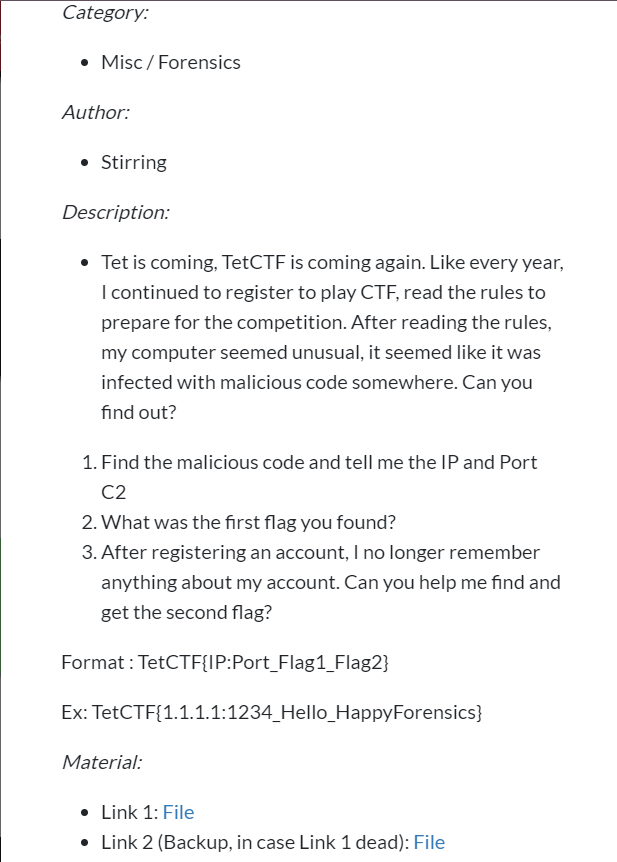 Category:
• Misc / Forensics
Author:
• Stirring
Description:
• Tet is coming, TetCTF is coming again. Like every year,
I continued to register to play CTF, read the rules to
prepare for the competition. After reading the rules,
my computer seemed unusual, it seemed like it was
infected with malicious code somewhere. Can you
find out?
1. Find the malicious code and tell me the IP and Port
C2
2. What was the first flag you found?
3. After registering an account, I no longer remember
anything about my account. Can you help me find and
get the second flag?
Format : TetCTF{IP:Port_Flag1_Flag2}
Ex: TetCTF{1.1.1.1:1234_Hello_HappyForensics}
Material:
• Link 1: File
• Link 2 (Backup, in case Link 1 dead): File